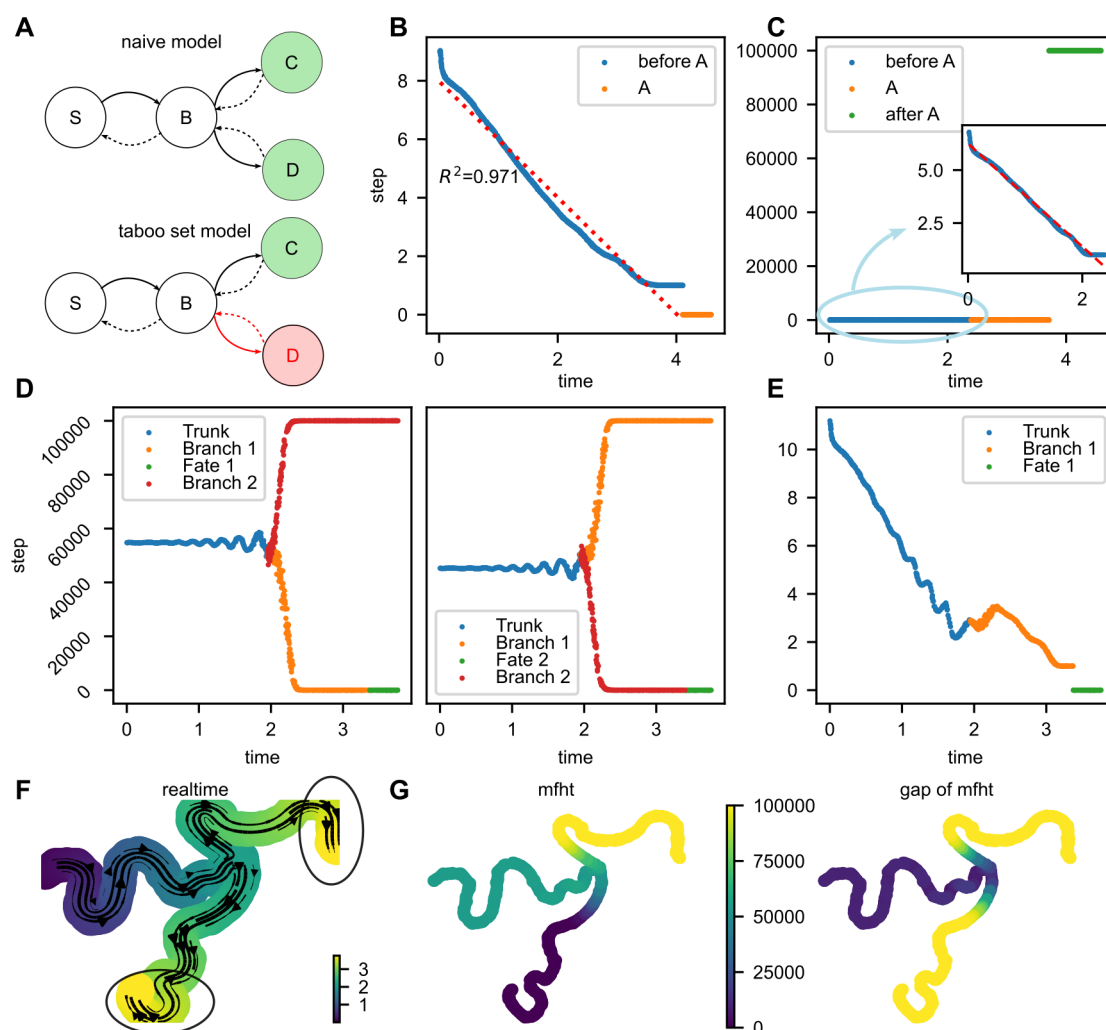 A
naive model
S
B
C
D
taboo set model
S
B
C
D
B
before A
A
R²=0.971
step
8
6
4
2
0
0
2
4
time
C
100000
80000
60000
40000
20000
0
before A
A
after A
5.0
2.5
0
2
0
2
4
time
D
step
100000
80000
60000
40000
20000
0
Trunk
Branch 1
Fate 1
Branch 2
0
1
2
3
time
Trunk
Branch 1
Fate 2
Branch 2
0
1
2
3
time
E
10
8
6
4
2
0
Trunk
Branch 1
Fate 1
0
1
2
3
time
F
realtime
3
2
1
G
mfht
100000
75000
50000
25000
0
gap of mfht